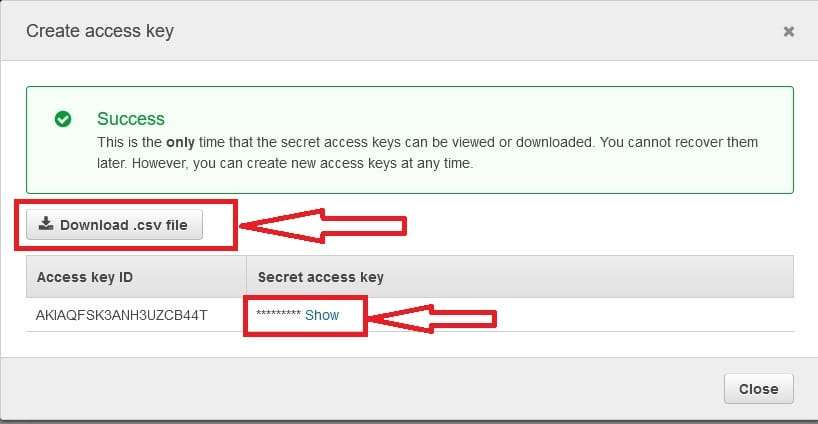 Create access key
×
Success
This is the only time that the secret access keys can be viewed or downloaded. You cannot recover them
later. However, you can create new access keys at any time.
Download .csv file
Access key ID Secret access key
AKIAQFSK3ANH3UZCB44T ********* Show
Close